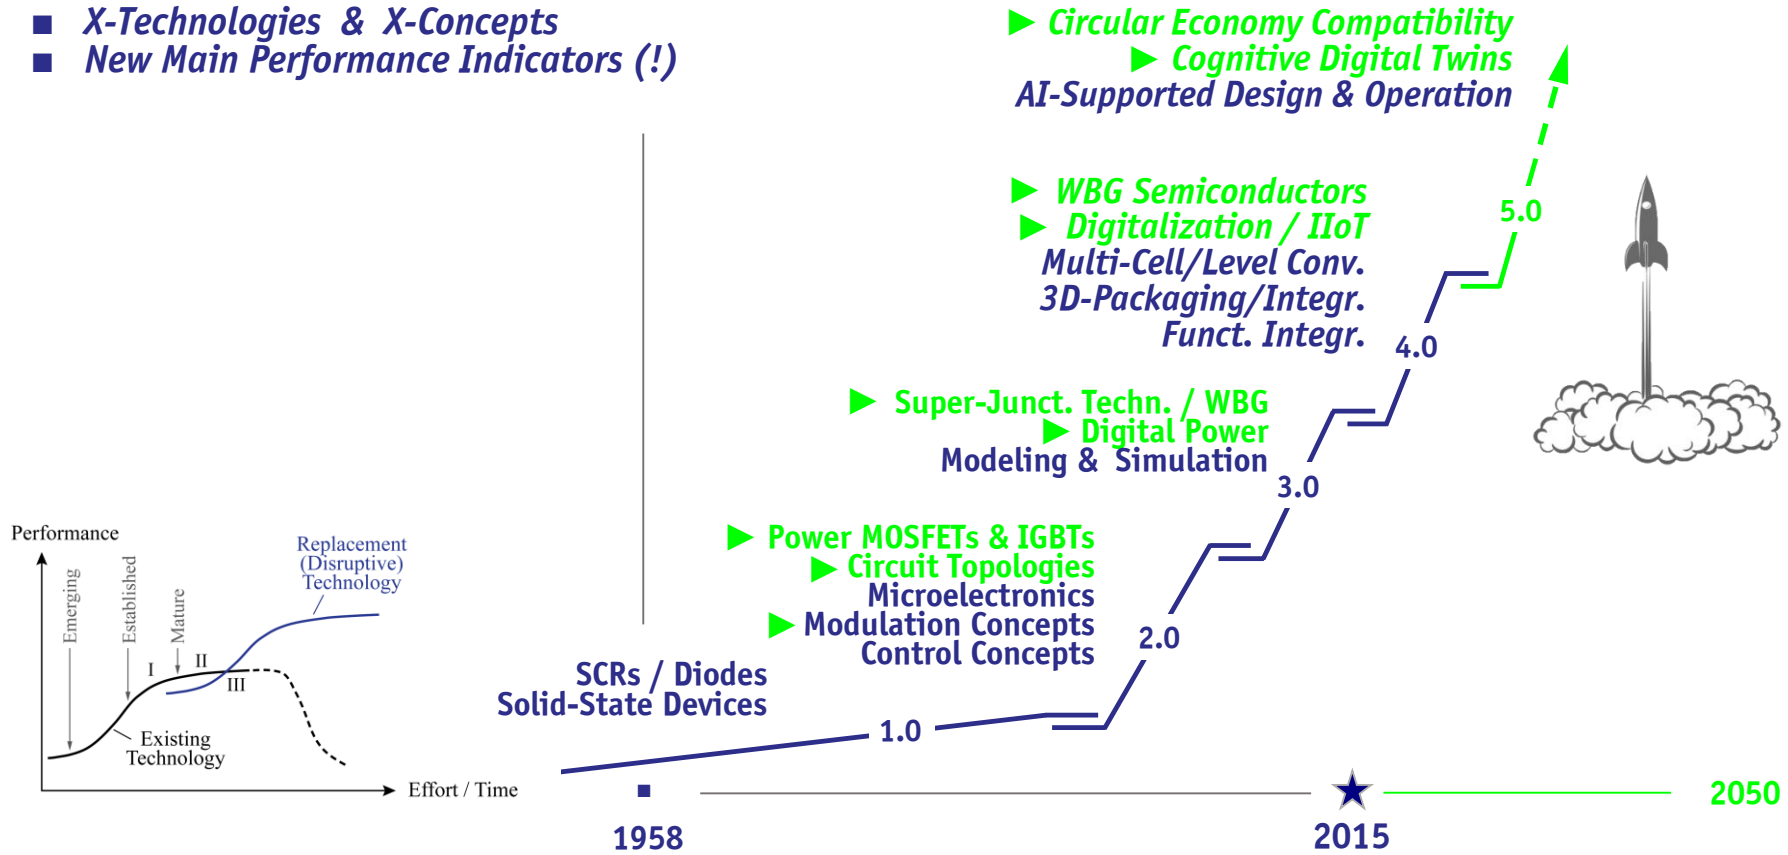 ■ X-Technologies & X-Concepts
■ New Main Performance Indicators (!)
► Circular Economy Compatibility
► Cognitive Digital Twins
AI-Supported Design & Operation
► WBG Semiconductors
► Digitalization / IIoT
Multi-Cell/Level Conv.
3D-Packaging/Integr.
Funct. Integr.
5.0
4.0
► Super-Junct. Techn. / WBG
► Digital Power
Modeling & Simulation
3.0
► Power MOSFETs & IGBTs
► Circuit Topologies
Microelectronics
► Modulation Concepts
Control Concepts
2.0
SCRs / Diodes
Solid-State Devices
1.0
Performance
Emerging
Established
Mature
Replacement
(Disruptive)
Technology
I
II
III
Existing
Technology
Effort / Time
1958
2015
2050